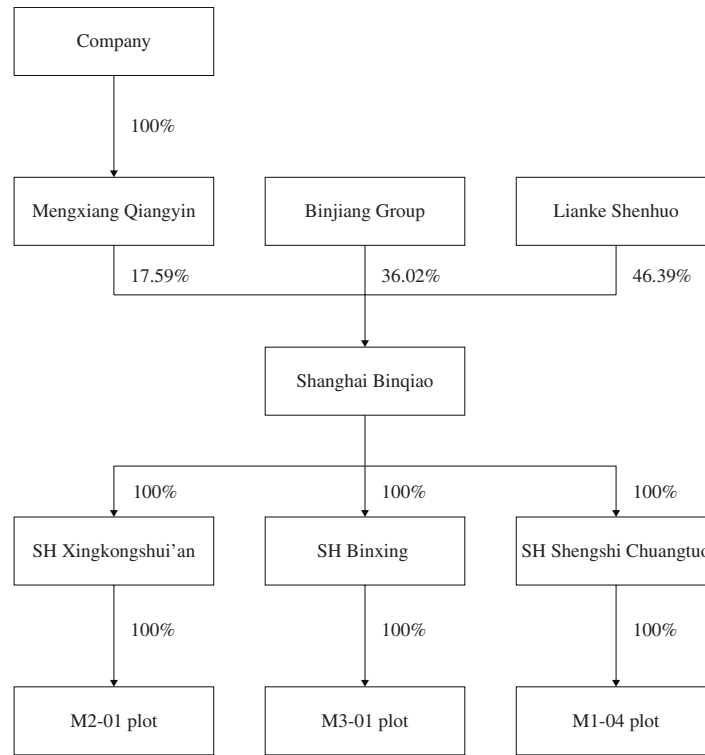 Company
100%
Mengxiang Qiangyin
Binjiang Group
Lianke Shenhuo
17.59%
36.02%
46.39%
Shanghai Binqiao
100%
100%
100%
SH Xingkongshui’an
SH Binxing
SH Shengshi Chuangtuo
100%
100%
100%
M2-01 plot
M3-01 plot
M1-04 plot